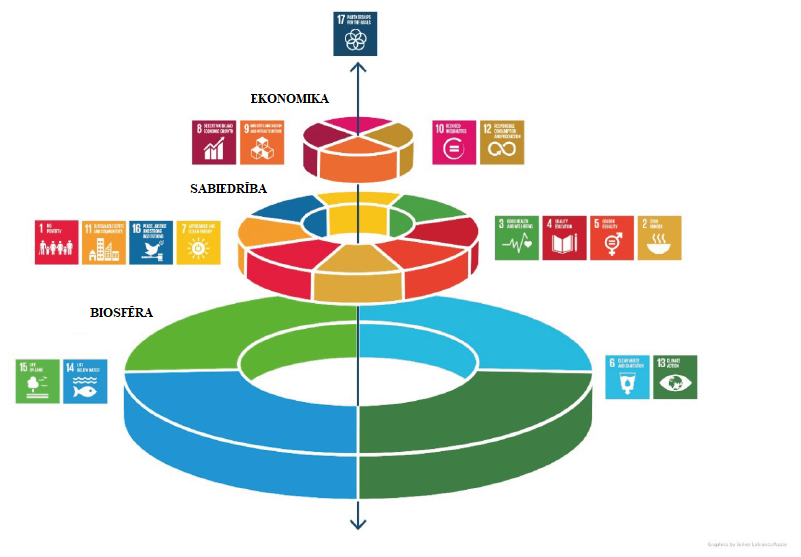 17 PARTNERSHIPS
FOR THE GOALS
EKONOMIKA
8 DECENT WORK AND
ECONOMIC GROWTH
9 INDUSTRY, INNOVATION
AND INFRASTRUCTURE
10 REDUCED
INEQUALITIES
12 RESPONSIBLE
CONSUMPTION
AND PRODUCTION
SABIEDRĪBA
1 NO
POVERTY
11 SUSTAINABLE CITIES
AND COMMUNITIES
16 PEACE, JUSTICE
AND STRONG
INSTITUTIONS
7 AFFORDABLE AND
CLEAN ENERGY
3 GOOD HEALTH
AND WELL-BEING
4 QUALITY
EDUCATION
5 GENDER
EQUALITY
2 ZERO
HUNGER
BIOSFĒRA
15 LIFE
ON LAND
14 LIFE
BELOW WATER
6 CLEAN WATER
AND SANITATION
13 CLIMATE
ACTION